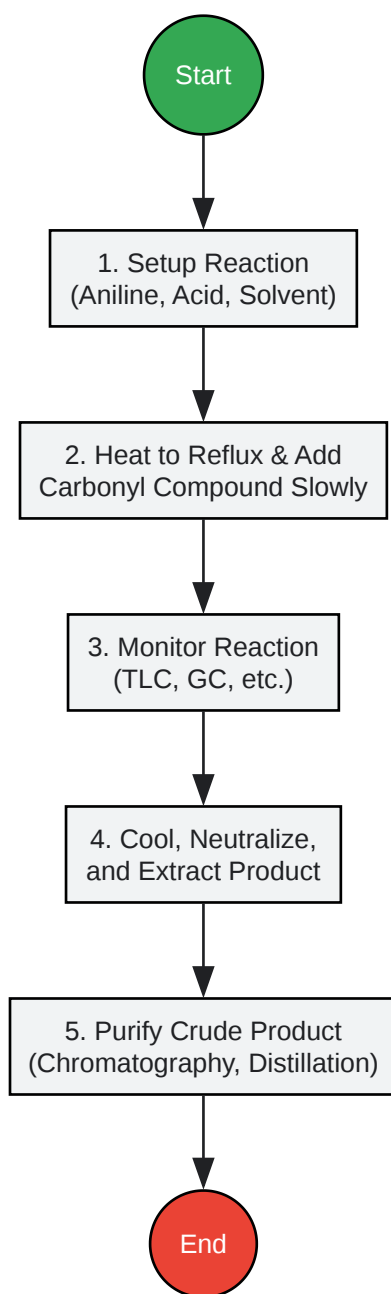 Start
1. Setup Reaction
(Aniline, Acid, Solvent)
2. Heat to Reflux & Add
Carbonyl Compound Slowly
3. Monitor Reaction
(TLC, GC, etc.)
4. Cool, Neutralize,
and Extract Product
5. Purify Crude Product
(Chromatography, Distillation)
End